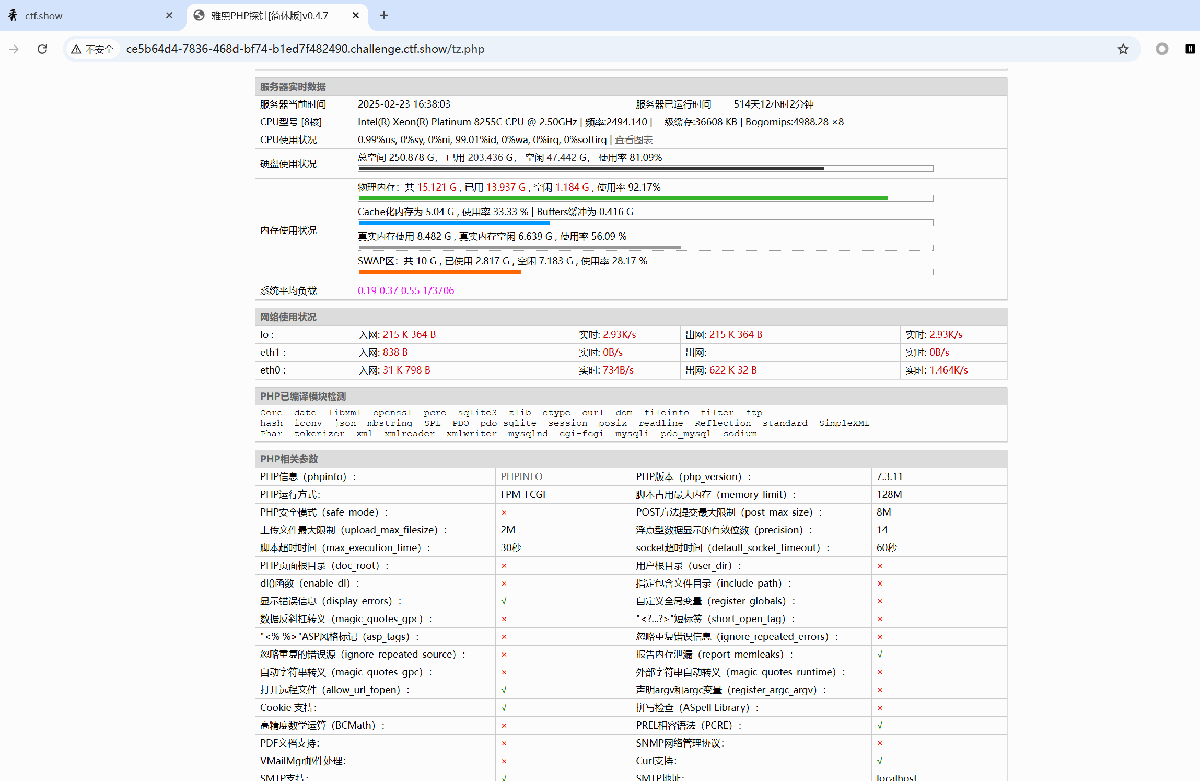 ctf.show
雅黑PHP探针[简体版]v0.4.7
不安全 ce5b64d4-7836-468d-bf74-b1ed7f482490.challenge.ctf.show/tz.php
服务器实时数据
服务器当前时间 2025-02-23 16:38:03 服务器已运行时间 514天12小时2分钟
CPU型号 [8核] Intel(R) Xeon(R) Platinum 8255C CPU @ 2.50GHz | 频率:2494.140 | 二级缓存:36608 KB | Bogomips:4988.28 ×8
CPU使用状况 0.99%us, 0%sy, 0%ni, 99.01%id, 0%wa, 0%irq, 0%softirq | 查看图表
硬盘使用状况 总空间 250.878 G, 已用 203.436 G, 空闲 47.442 G, 使用率 81.09%
物理内存：共 15.121 G , 已用 13.937 G , 空闲 1.184 G , 使用率 92.17%
Cache化内存为 5.04 G , 使用率 33.33 % | Buffers缓冲为 0.416 G
内存使用状况
真实内存使用 8.482 G , 真实内存空闲 6.639 G , 使用率 56.09 %
SWAP区：共 10 G , 已使用 2.817 G , 空闲 7.183 G , 使用率 28.17 %
系统平均负载 0.19 0.37 0.55 1/3706
网络使用状况
lo : 入网: 215 K 364 B 实时: 2.93K/s 出网: 215 K 364 B 实时: 2.93K/s
eth1 : 入网: 838 B 实时: 0B/s 出网: 实时: 0B/s
eth0 : 入网: 31 K 798 B 实时: 734B/s 出网: 622 K 32 B 实时: 1.464K/s
PHP已编译模块检测
Core date libxml openssl pcre sqlite3 zlib ctype curl dom fileinfo filter ftp
hash iconv json mbstring SPL PDO pdo_sqlite session posix readline Reflection standard SimpleXML
Phar tokenizer xml xmlreader xmlwriter mysqlnd cgi-fcgi mysqli pdo_mysql sodium
PHP相关参数
PHP信息（phpinfo）: PHPINFO PHP版本（php_version）: 7.3.11
PHP运行方式: FPM-FCGI 脚本占用最大内存（memory_limit）: 128M
PHP安全模式（safe_mode）: × POST方法提交最大限制（post_max_size）: 8M
上传文件最大限制（upload_max_filesize）: 2M 浮点型数据显示的有效位数（precision）: 14
脚本超时时间（max_execution_time）: 30秒 socket超时时间（default_socket_timeout）: 60秒
PHP页面根目录（doc_root）: × 用户根目录（user_dir）: ×
dl()函数（enable_dl）: × 指定包含文件目录（include_path）: ×
显示错误信息（display_errors）: √ 自定义全局变量（register_globals）: ×
数据反斜杠转义（magic_quotes_gpc）: × "<?...?>"短标签（short_open_tag）: ×
"<% %>"ASP风格标记（asp_tags）: × 忽略重复错误信息（ignore_repeated_errors）: ×
忽略重复的错误源（ignore_repeated_source）: × 报告内存泄漏（report_memleaks）: √
自动字符串转义（magic_quotes_gpc）: × 外部字符串自动转义（magic_quotes_runtime）: ×
打开远程文件（allow_url_fopen）: √ 声明argv和argc变量（register_argc_argv）: ×
Cookie 支持: √ 拼写检查（ASpell Library）: ×
高精度数学运算（BCMath）: × PREL相容语法（PCRE）: √
PDF文档支持: × SNMP网络管理协议: ×
VMailMgr邮件处理: × Curl支持: √
SMTP支持: √ SMTP地址: localhost